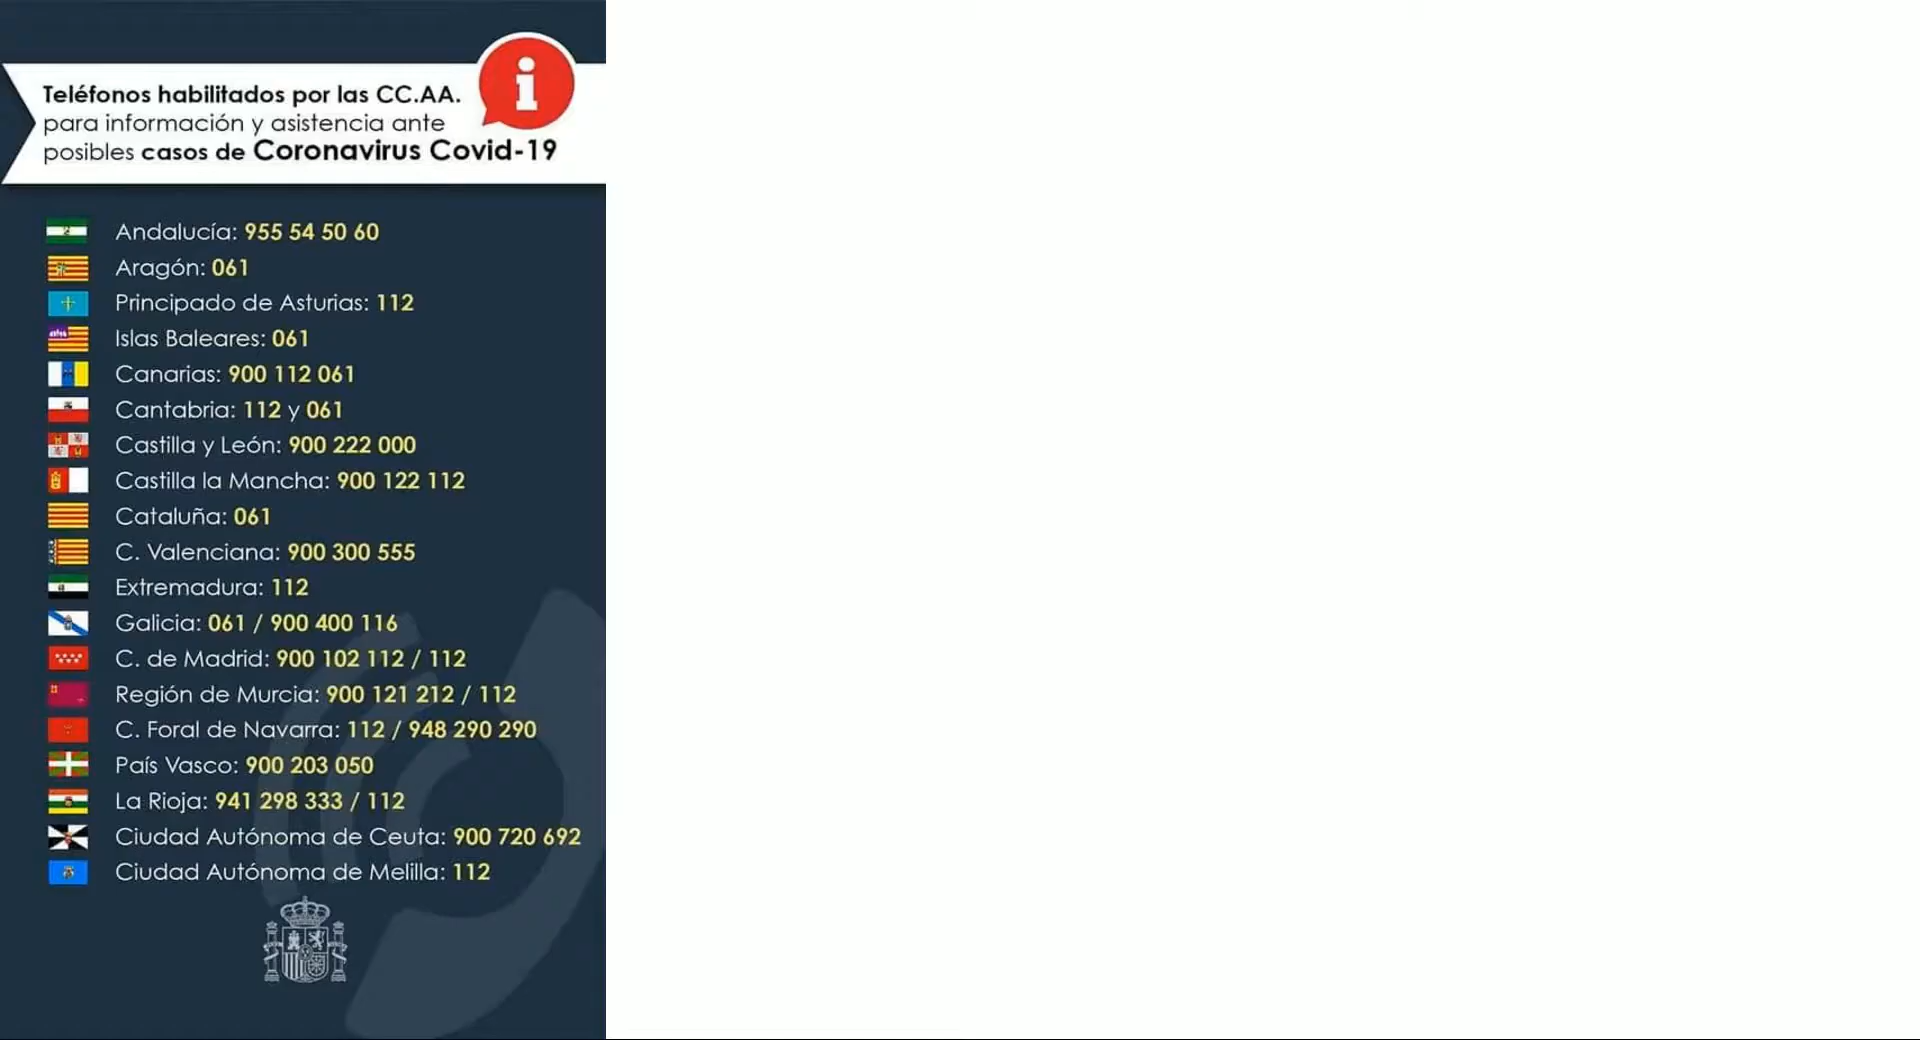 Teléfonos habilitados por las CC.AA.
para información y asistencia ante
posibles casos de Coronavirus Covid-19
Andalucía: 955 54 50 60
Aragón: 061
Principado de Asturias: 112
Islas Baleares: 061
Canarias: 900 112 061
Cantabria: 112 y 061
Castilla y León: 900 222 000
Castilla la Mancha: 900 122 112
Cataluña: 061
C. Valenciana: 900 300 555
Extremadura: 112
Galicia: 061 / 900 400 116
C. de Madrid: 900 102 112 / 112
Región de Murcia: 900 121 212 / 112
C. Foral de Navarra: 112 / 948 290 290
País Vasco: 900 203 050
La Rioja: 941 298 333 / 112
Ciudad Autónoma de Ceuta: 900 720 692
Ciudad Autónoma de Melilla: 112